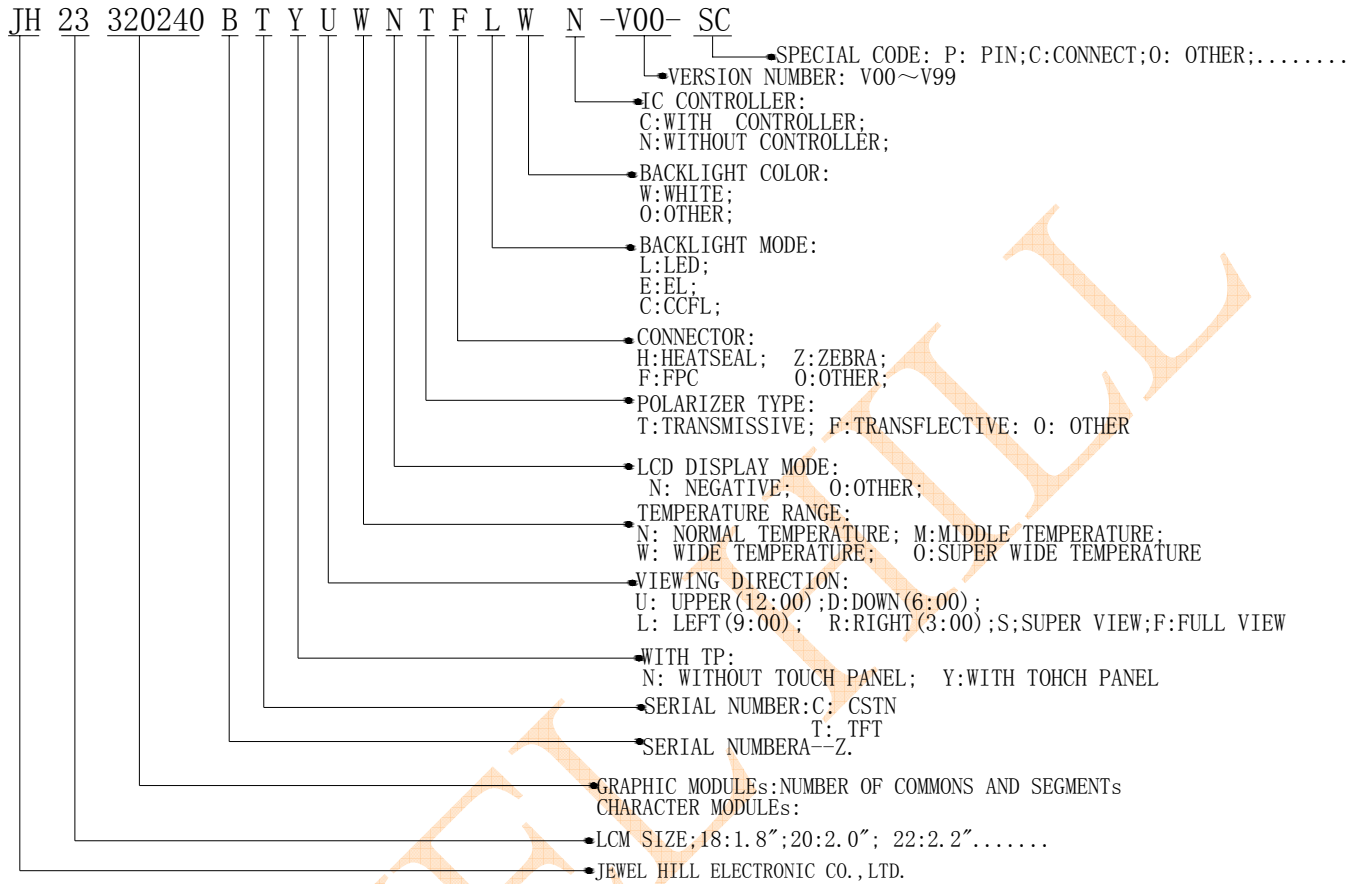 JH 23 320240 B T Y U W N T F L W N -V00- SC
SPECIAL CODE: P: PIN;C:CONNECT;O: OTHER;........
VERSION NUMBER: V00～V99
IC CONTROLLER:
C:WITH CONTROLLER;
N:WITHOUT CONTROLLER;
BACKLIGHT COLOR:
W:WHITE;
O:OTHER;
BACKLIGHT MODE:
L:LED;
E:EL;
C:CCFL;
CONNECTOR:
H:HEATSEAL; Z:ZEBRA;
F:FPC O:OTHER;
POLARIZER TYPE:
T:TRANSMISSIVE; F:TRANSFLECTIVE: O: OTHER
LCD DISPLAY MODE:
N: NEGATIVE; O:OTHER;
TEMPERATURE RANGE:
N: NORMAL TEMPERATURE; M:MIDDLE TEMPERATURE;
W: WIDE TEMPERATURE; O:SUPER WIDE TEMPERATURE
VIEWING DIRECTION:
U: UPPER(12:00);D:DOWN(6:00);
L: LEFT(9:00); R:RIGHT(3:00);S;SUPER VIEW;F:FULL VIEW
WITH TP:
N: WITHOUT TOUCH PANEL; Y:WITH TOHCH PANEL
SERIAL NUMBER:C: CSTN
T: TFT
SERIAL NUMBERA--Z.
GRAPHIC MODULEs:NUMBER OF COMMONS AND SEGMENTs
CHARACTER MODULEs:
LCM SIZE;18:1.8″;20:2.0″; 22:2.2″.......
JEWEL HILL ELECTRONIC CO.,LTD.
HILL